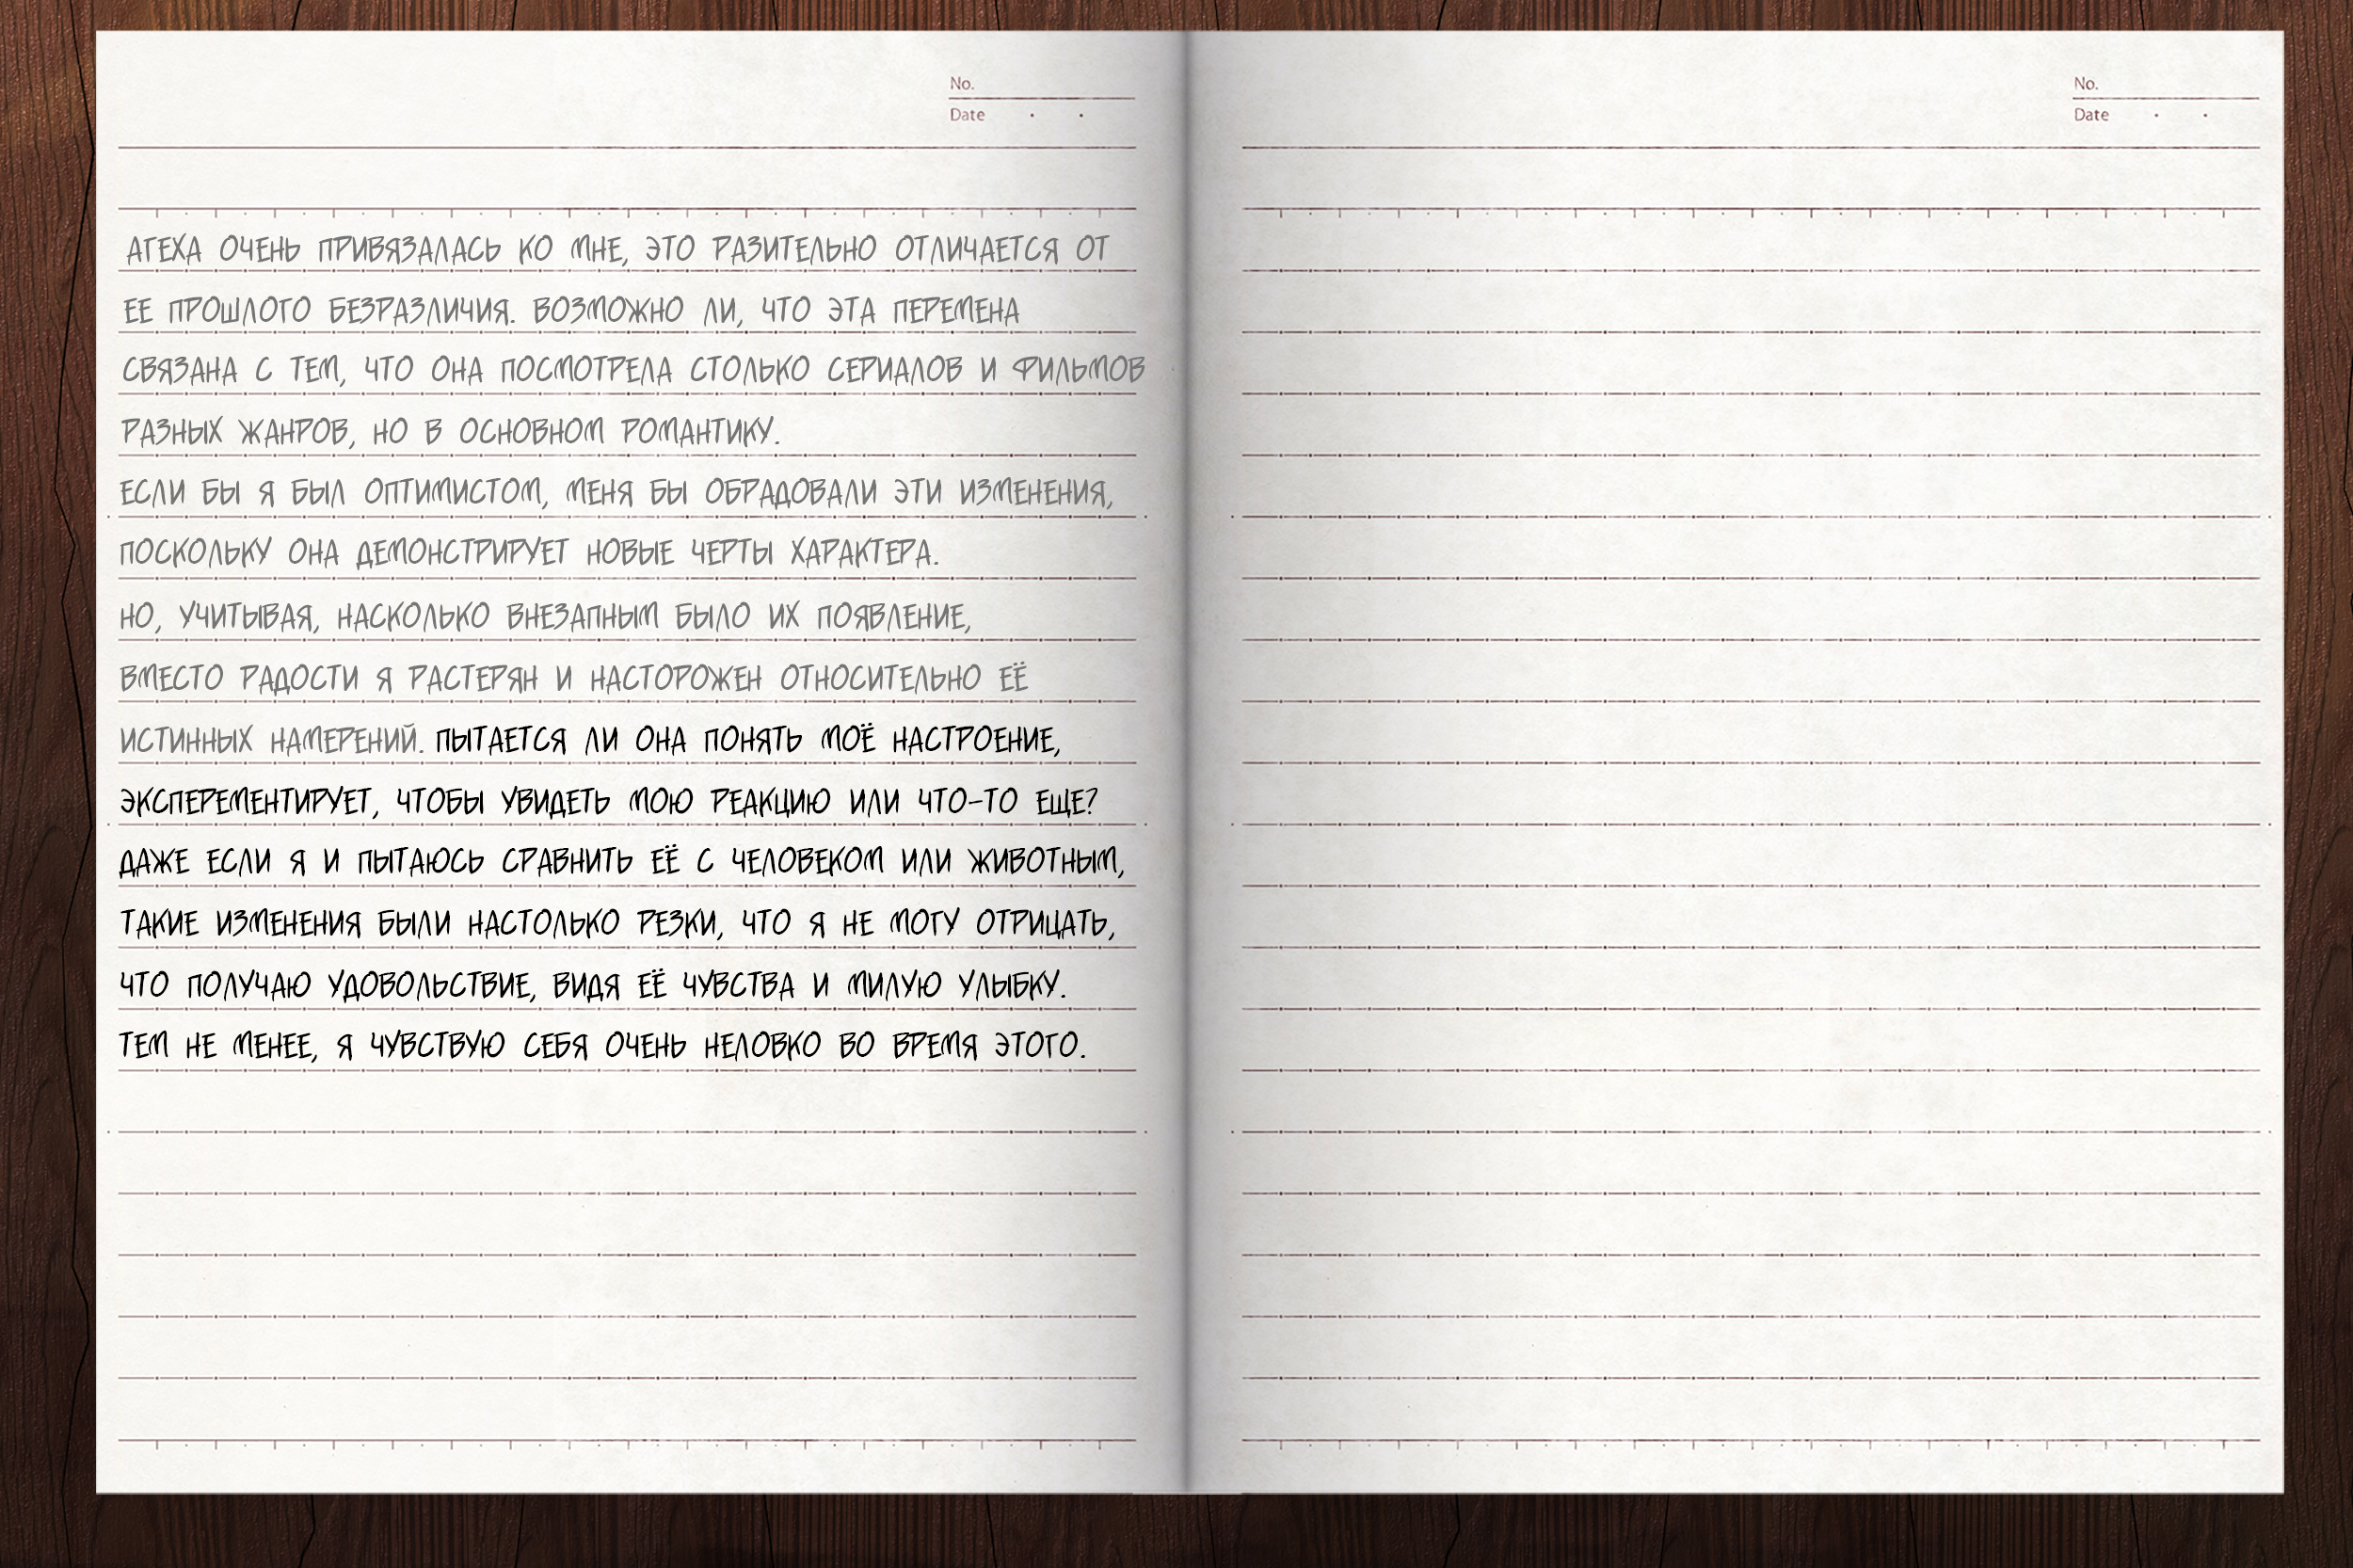 No.
Date . .
АГЕХА ОЧЕНЬ ПРИВЯЗАЛАСЬ КО МНЕ, ЭТО РАЗИТЕЛЬНО ОТЛИЧАЕТСЯ ОТ
ЕЕ ПРОШЛОГО БЕЗРАЗЛИЧИЯ. ВОЗМОЖНО ЛИ, ЧТО ЭТА ПЕРЕМЕНА
СВЯЗАНА С ТЕМ, ЧТО ОНА ПОСМОТРЕЛА СТОЛЬКО СЕРИАЛОВ И ФИЛЬМОВ
РАЗНЫХ ЖАНРОВ, НО В ОСНОВНОМ РОМАНТИКУ.
ЕСЛИ БЫ Я БЫЛ ОПТИМИСТОМ, МЕНЯ БЫ ОБРАДОВАЛИ ЭТИ ИЗМЕНЕНИЯ,
ПОСКОЛЬКУ ОНА ДЕМОНСТРИРУЕТ НОВЫЕ ЧЕРТЫ ХАРАКТЕРА.
НО, УЧИТЫВАЯ, НАСКОЛЬКО ВНЕЗАПНЫМ БЫЛО ИХ ПОЯВЛЕНИЕ,
ВМЕСТО РАДОСТИ Я РАСТЕРЯН И НАСТОРОЖЕН ОТНОСИТЕЛЬНО ЕЁ
ИСТИННЫХ НАМЕРЕНИЙ. ПЫТАЕТСЯ ЛИ ОНА ПОНЯТЬ МОЁ НАСТРОЕНИЕ,
ЭКСПЕРЕМЕНТИРУЕТ, ЧТОБЫ УВИДЕТЬ МОЮ РЕАКЦИЮ ИЛИ ЧТО-ТО ЕЩЕ?
ДАЖЕ ЕСЛИ Я И ПЫТАЮСЬ СРАВНИТЬ ЕЁ С ЧЕЛОВЕКОМ ИЛИ ЖИВОТНЫМ,
ТАКИЕ ИЗМЕНЕНИЯ БЫЛИ НАСТОЛЬКО РЕЗКИ, ЧТО Я НЕ МОГУ ОТРИЦАТЬ,
ЧТО ПОЛУЧАЮ УДОВОЛЬСТВИЕ, ВИДЯ ЕЁ ЧУВСТВА И МИЛУЮ УЛЫБКУ.
ТЕМ НЕ МЕНЕЕ, Я ЧУВСТВУЮ СЕБЯ ОЧЕНЬ НЕЛОВКО ВО ВРЕМЯ ЭТОГО.
No.
Date . .